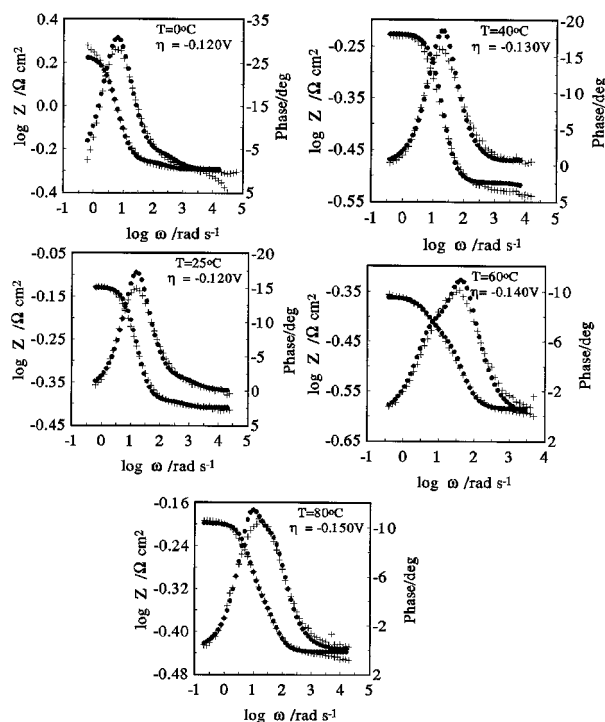 T=0ºC
η = -0.120V
log Z /Ω cm2
0.4
0.2
0.0
-0.2
-0.4
-35
-25
-15
-5
5
Phase/deg
-1 0 1 2 3 4 5
log ω /rad s-1
T=40ºC
η = -0.130V
log Z /Ω cm2
-0.25
-0.35
-0.45
-0.55
-20
-15
-10
-5
0
5
Phase/deg
-1 0 1 2 3 4 5
log ω /rad s-1
T=25ºC
η = -0.120V
log Z /Ω cm2
-0.05
-0.15
-0.25
-0.35
-0.45
-20
-15
-10
-5
0
5
Phase/deg
-1 0 1 2 3 4 5
log ω /rad s-1
T=60ºC
η = -0.140V
log Z /Ω cm2
-0.35
-0.45
-0.55
-0.65
-10
-6
-2
2
Phase/deg
-1 0 1 2 3 4
log ω /rad s-1
T=80ºC
η = -0.150V
log Z /Ω cm2
-0.16
-0.24
-0.32
-0.40
-0.48
-10
-6
-2
2
Phase/deg
-1 0 1 2 3 4 5
log ω /rad s-1